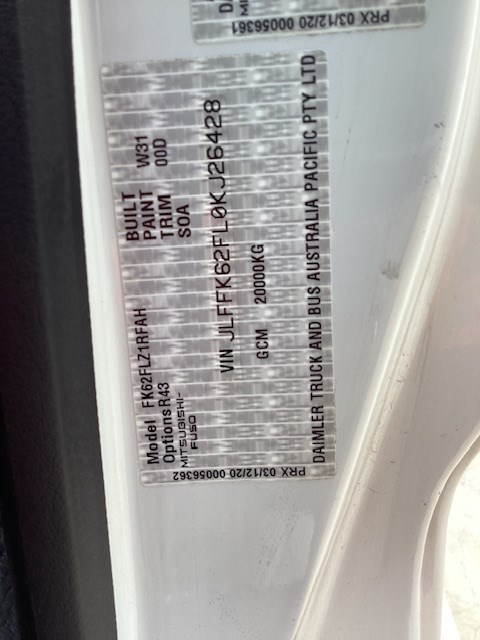 PRX 03/12/20 00056361
Model FK62FLZ1RFAH
Options R43
MITSUBISHI-
FUSO
BUILT
PAINT W31
TRIM 00D
SOA
VIN JLFFK62FL0KJ26428
GCM 20000KG
DAIMLER TRUCK AND BUS AUSTRALIA PACIFIC PTY LTD
PRX 03/12/20 00056362